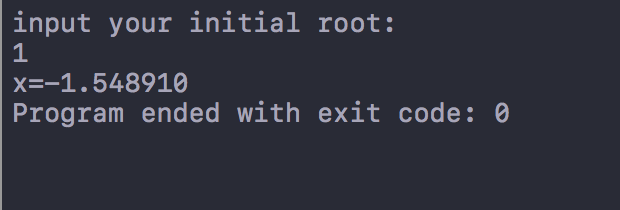 input your initial root:
1
x=-1.548910
Program ended with exit code: 0